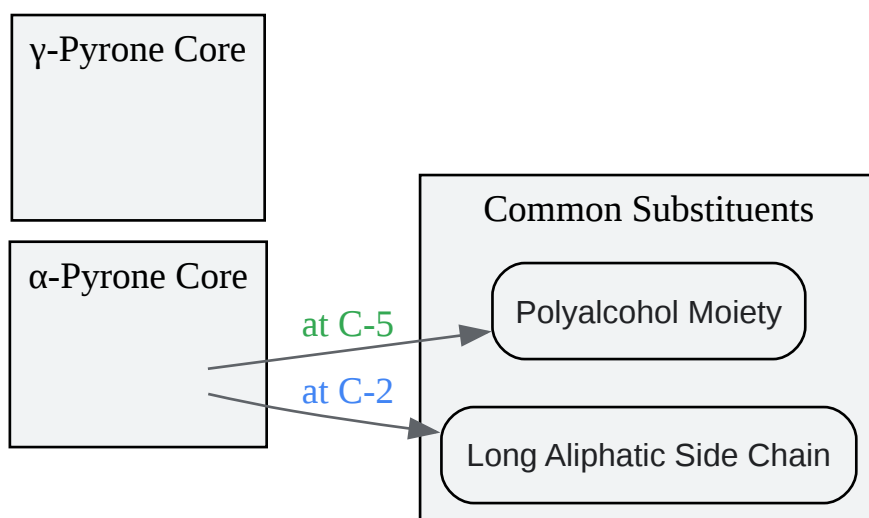 γ-Pyrone Core
α-Pyrone Core
at C-5
at C-2
Common Substituents
Polyalcohol Moiety
Long Aliphatic Side Chain